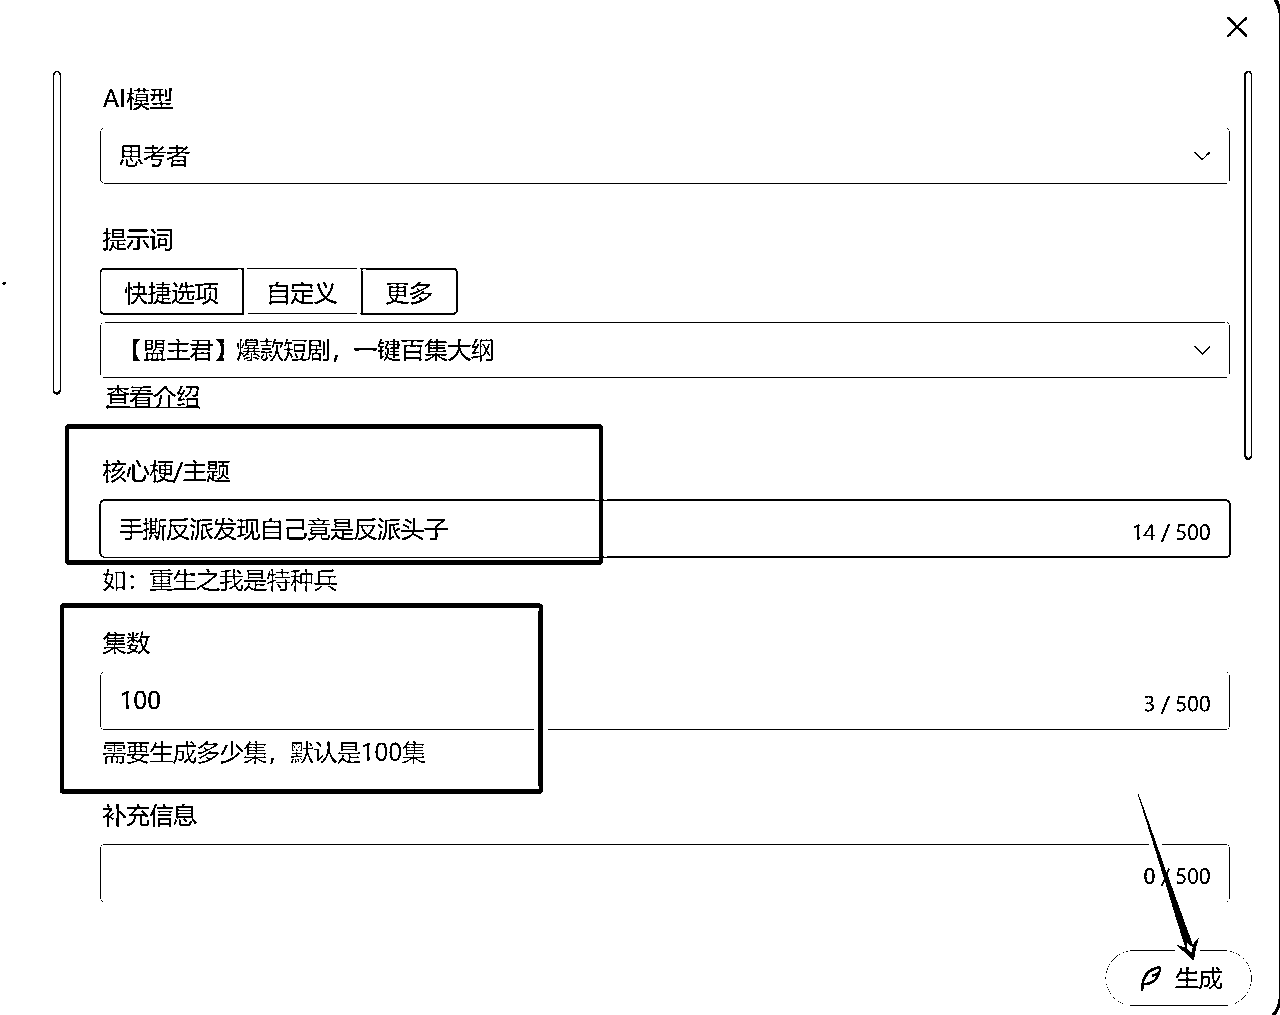 AI模型
思考者
提示词
快捷选项 自定义 更多
【盟主君】爆款短剧，一键百集大纲
查看介绍
核心梗/主题
手撕反派发现自己竟是反派头子 14 / 500
如：重生之我是特种兵
集数
100 3 / 500
需要生成多少集，默认是100集
补充信息
0 / 500
生成